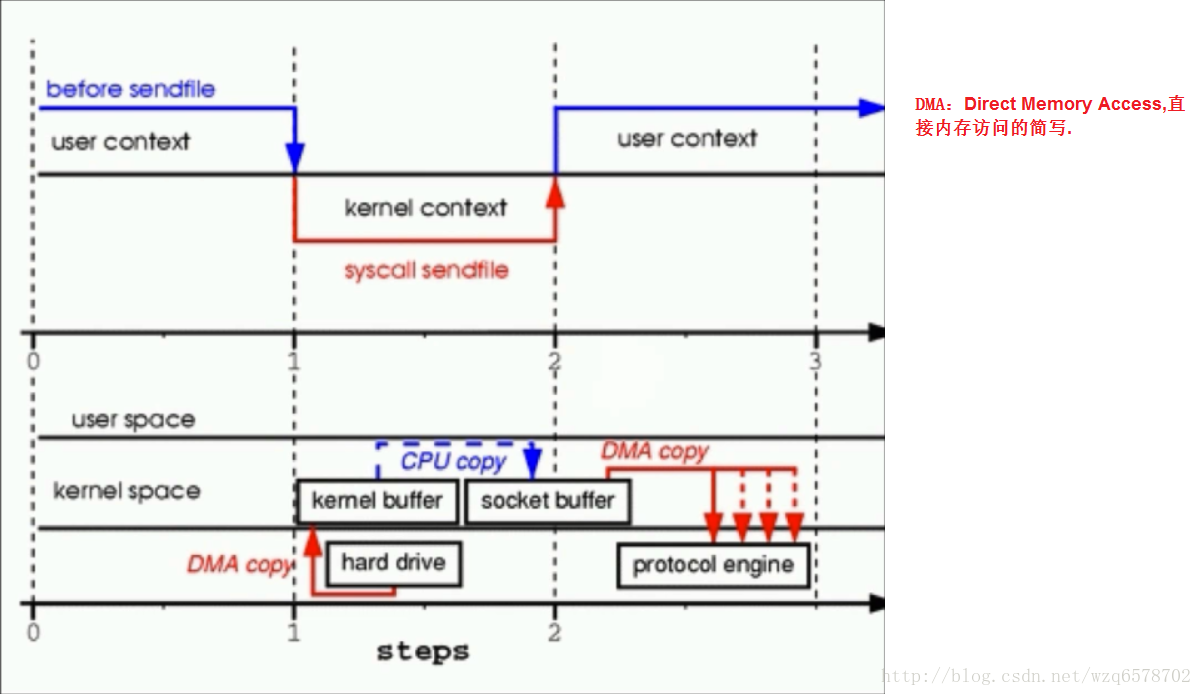 before sendfile
user context
user context
kernel context
syscall sendfile
0
1
2
3
user space
CPU copy
DMA copy
kernel space
kernel buffer
socket buffer
DMA copy
hard drive
protocol engine
0
1
2
steps
DMA：Direct Memory Access,直
接内存访问的简写.
http://blog.csdn.net/wzq6578702